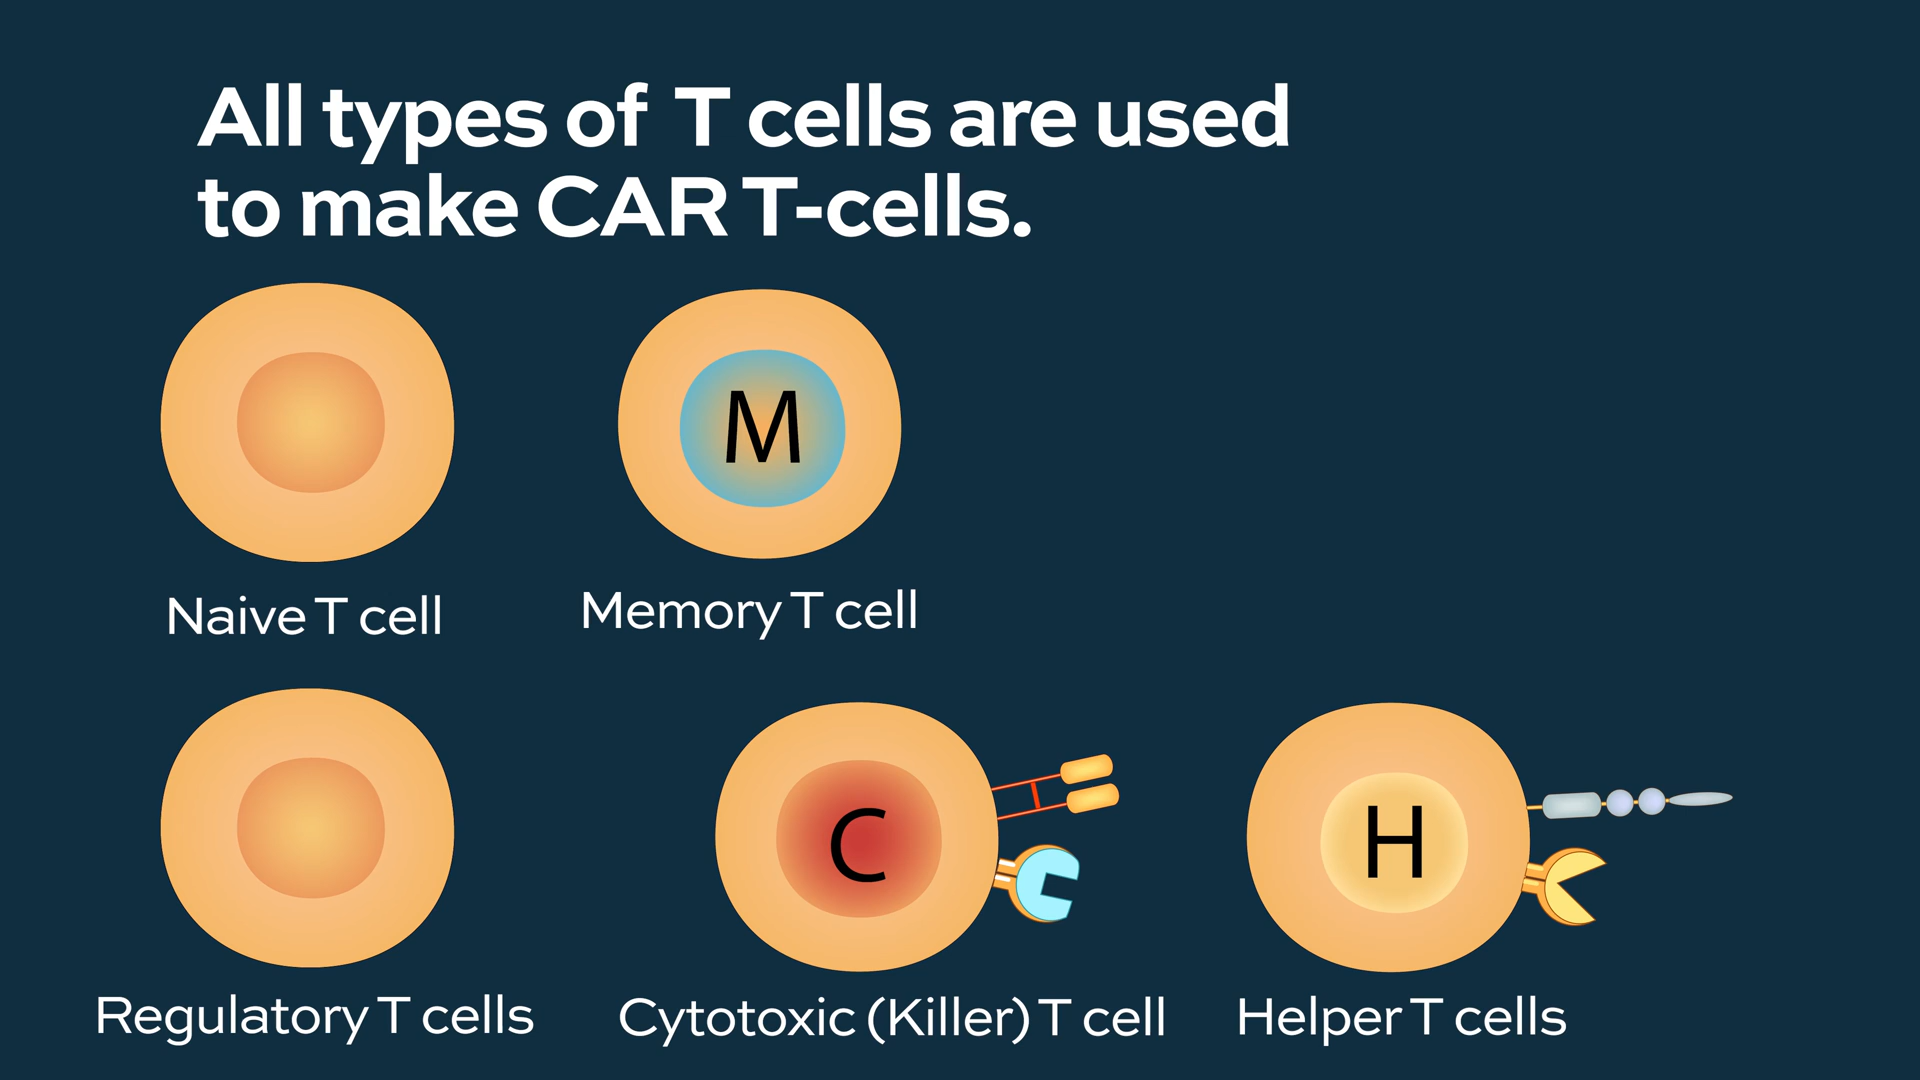 All types of T cells are used
to make CAR T-cells.
M
Naive T cell
Memory T cell
C
H
Regulatory T cells
Cytotoxic (Killer) T cell
Helper T cells